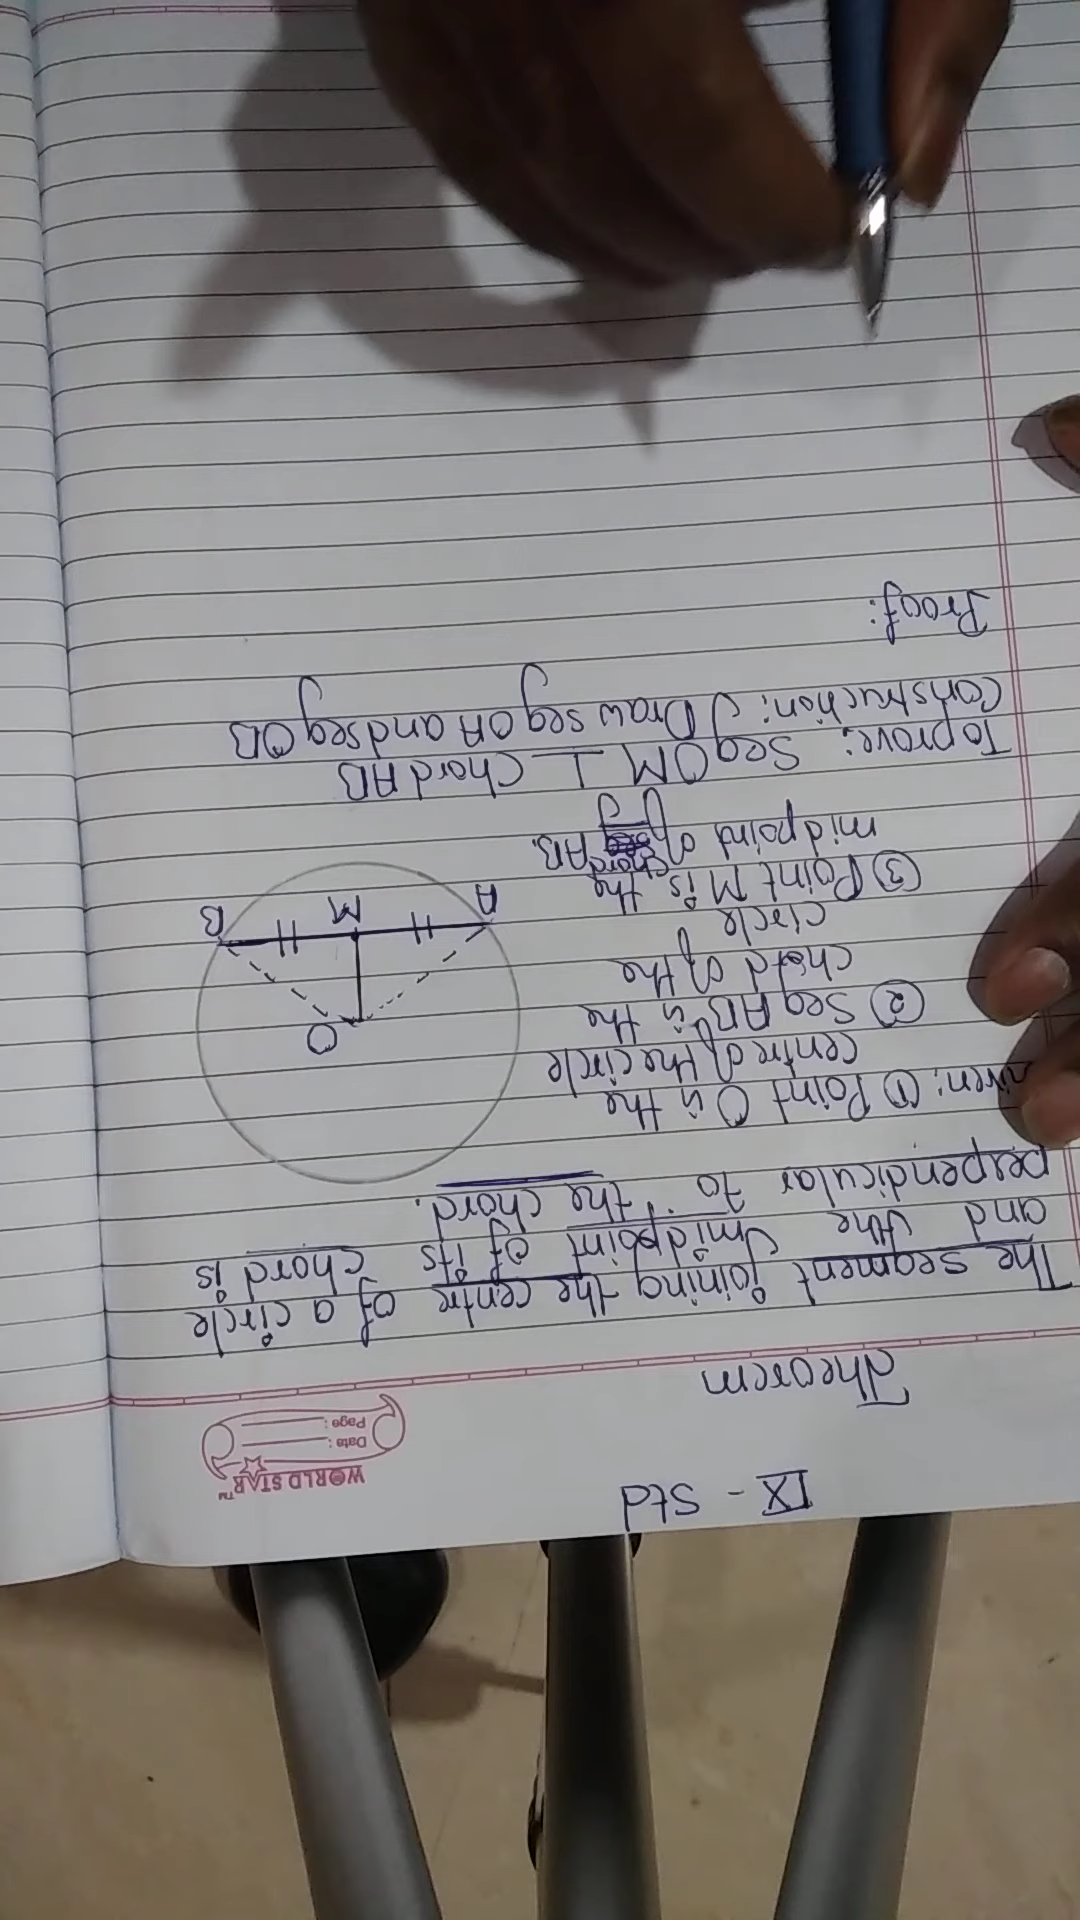 IX - Std
WORLD STAR™
Date:
Page:
Theorem
The segment joining the centre of a circle
and the midpoint of its chord is
perpendicular to the chord.
iven: ① Point O is the
centre of the circle
② Seg AB is the
chord of the
circle
③ Point M is the
midpoint of chord AB.
O
A M B
To prove: Seg OM ⊥ Chord AB
Construction: Draw seg OA and seg OB
Proof: